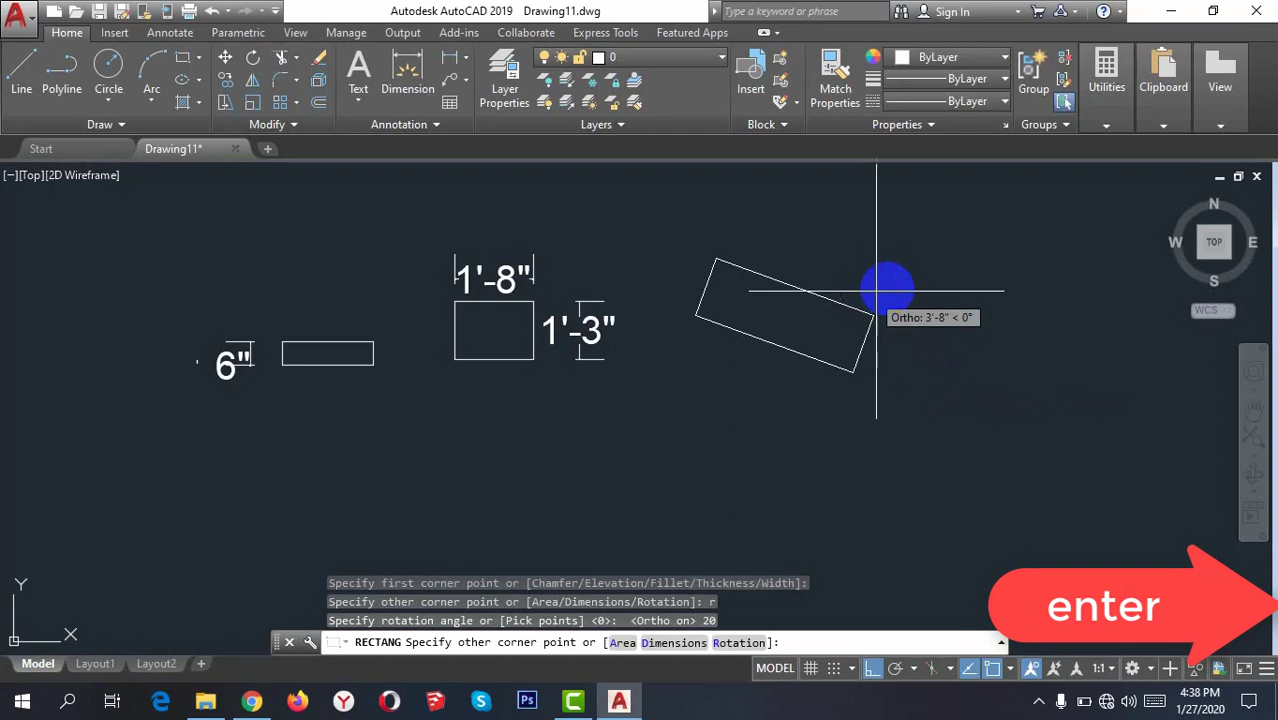 Autodesk AutoCAD 2019 Drawing11.dwg
Type a keyword or phrase
Sign In
Home Insert Annotate Parametric View Manage Output Add-ins Collaborate Express Tools Featured Apps
Line Polyline Circle Arc
Text Dimension
Layer Properties
0
Insert
Match Properties
ByLayer
ByLayer
ByLayer
Group
Utilities
Clipboard
View
Draw
Modify
Annotation
Layers
Block
Properties
Groups
Start
Drawing11*
[−][Top][2D Wireframe]
N
W
TOP
E
S
WCS
1'-8"
1'-3"
6"
Ortho: 3'-8" < 0°
Specify first corner point or [Chamfer/Elevation/Fillet/Thickness/Width]:
Specify other corner point or [Area/Dimensions/Rotation]: r
Specify rotation angle or [Pick points] <0>: <Ortho on> 20
RECTANG Specify other corner point or [Area Dimensions Rotation]:
enter
Y
X
Model Layout1 Layout2
MODEL
1:1
Ps
4:38 PM
1/27/2020